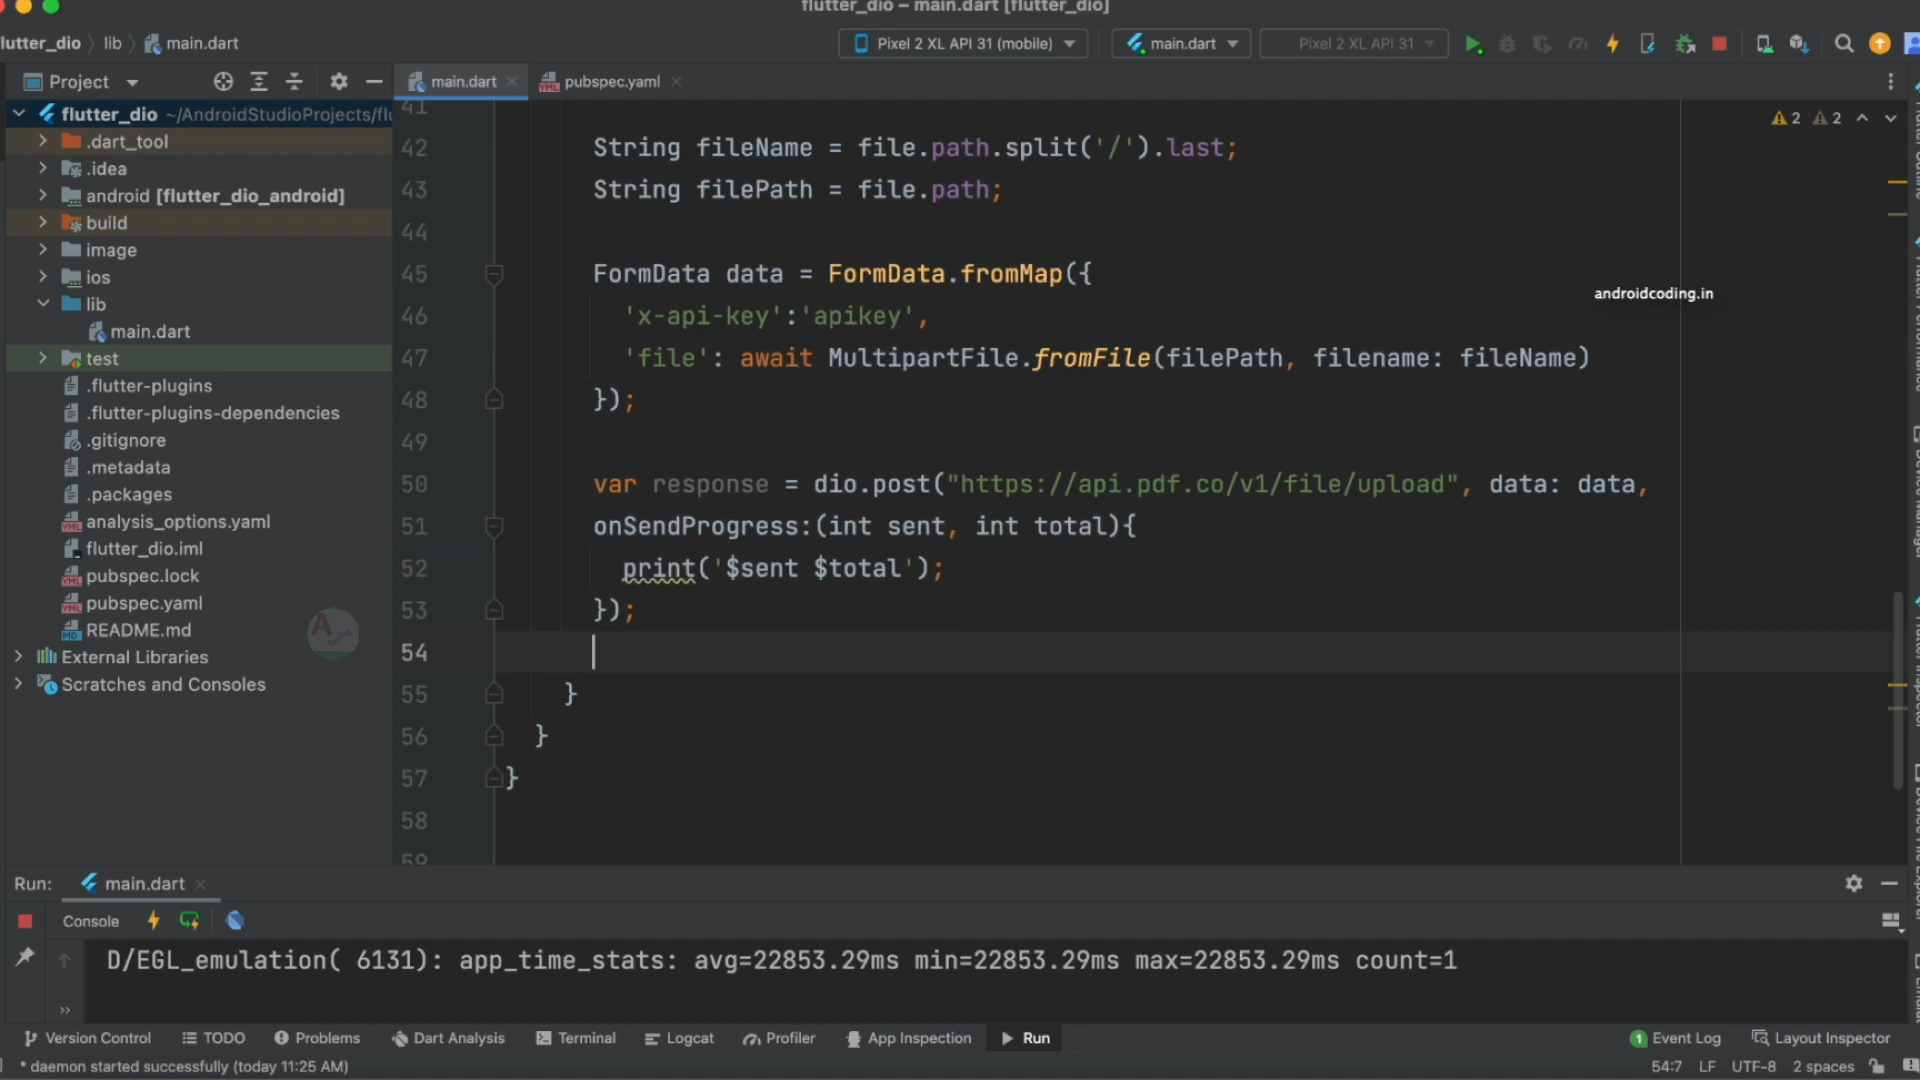 flutter_dio – main.dart [flutter_dio]
lutter_dio
lib
main.dart
Pixel 2 XL API 31 (mobile)
main.dart
Pixel 2 XL API 31
Project
main.dart
pubspec.yaml
flutter_dio ~/AndroidStudioProjects/flu
.dart_tool
.idea
android [flutter_dio_android]
build
image
ios
lib
main.dart
test
.flutter-plugins
.flutter-plugins-dependencies
.gitignore
.metadata
.packages
analysis_options.yaml
flutter_dio.iml
pubspec.lock
pubspec.yaml
README.md
External Libraries
Scratches and Consoles
2 2
androidcoding.in
41
42 String fileName = file.path.split('/').last;
43 String filePath = file.path;
44
45 FormData data = FormData.fromMap({
46 'x-api-key':'apikey',
47 'file': await MultipartFile.fromFile(filePath, filename: fileName)
48 });
49
50 var response = dio.post("https://api.pdf.co/v1/file/upload", data: data,
51 onSendProgress:(int sent, int total){
52 print('$sent $total');
53 });
54
55 }
56 }
57 }
58
59
Run: main.dart
Console
D/EGL_emulation( 6131): app_time_stats: avg=22853.29ms min=22853.29ms max=22853.29ms count=1
Version Control
TODO
Problems
Dart Analysis
Terminal
Logcat
Profiler
App Inspection
Run
1 Event Log
Layout Inspector
* daemon started successfully (today 11:25 AM)
54:7 LF UTF-8 2 spaces